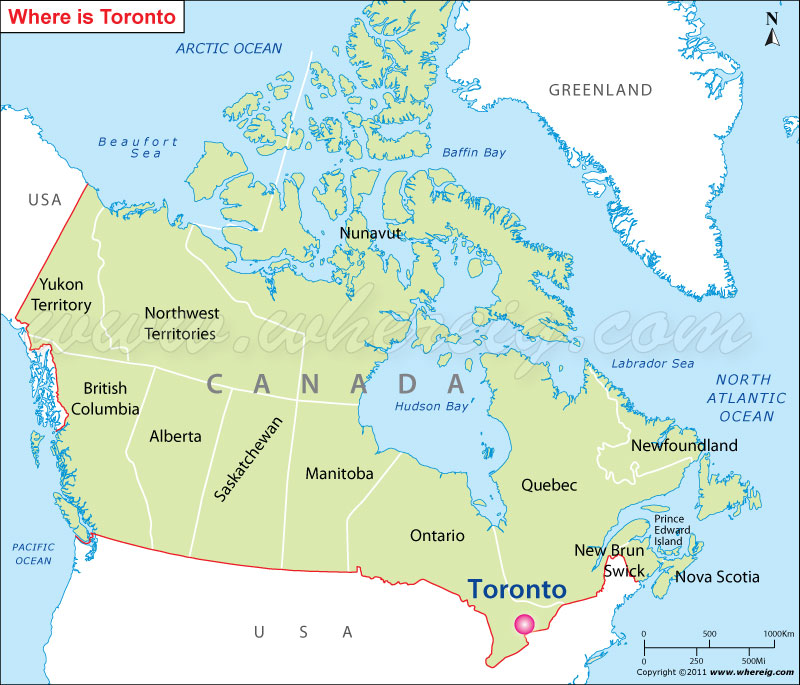 Where is Toronto
N
ARCTIC OCEAN
GREENLAND
Beaufort
Sea
Baffin Bay
USA
Nunavut
Yukon
Territory
Northwest
Territories
www.whereig.com
Labrador Sea
CANADA
British
Columbia
Hudson Bay
NORTH
ATLANTIC
OCEAN
Alberta
Saskatchewan
Manitoba
Newfoundland
Quebec
Ontario
Prince
Edward
Island
PACIFIC
OCEAN
New Brun
Swick
Nova Scotia
Toronto
USA
0 500 1000Km
0 250 500Mi
Copyright ©2011 www.whereig.com